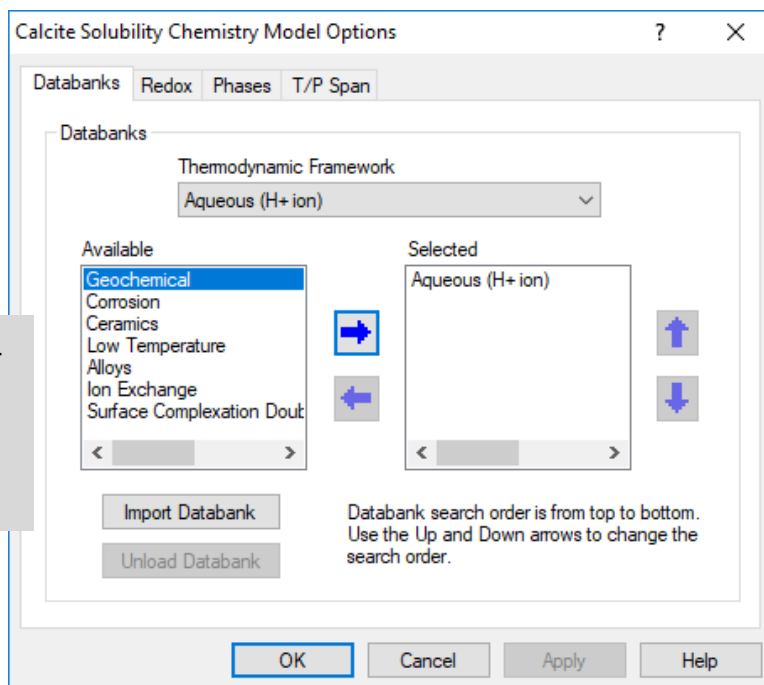 Calcite Solubility Chemistry Model Options
?
Databanks Redox Phases T/P Span
Databanks
Thermodynamic Framework
Aqueous (H+ ion)
Available
Selected
Geochemical
Corrosion
Ceramics
Low Temperature
Alloys
Ion Exchange
Surface Complexation Doub
Aqueous (H+ ion)
Import Databank
Unload Databank
Databank search order is from top to bottom.
Use the Up and Down arrows to change the
search order.
OK Cancel Apply Help